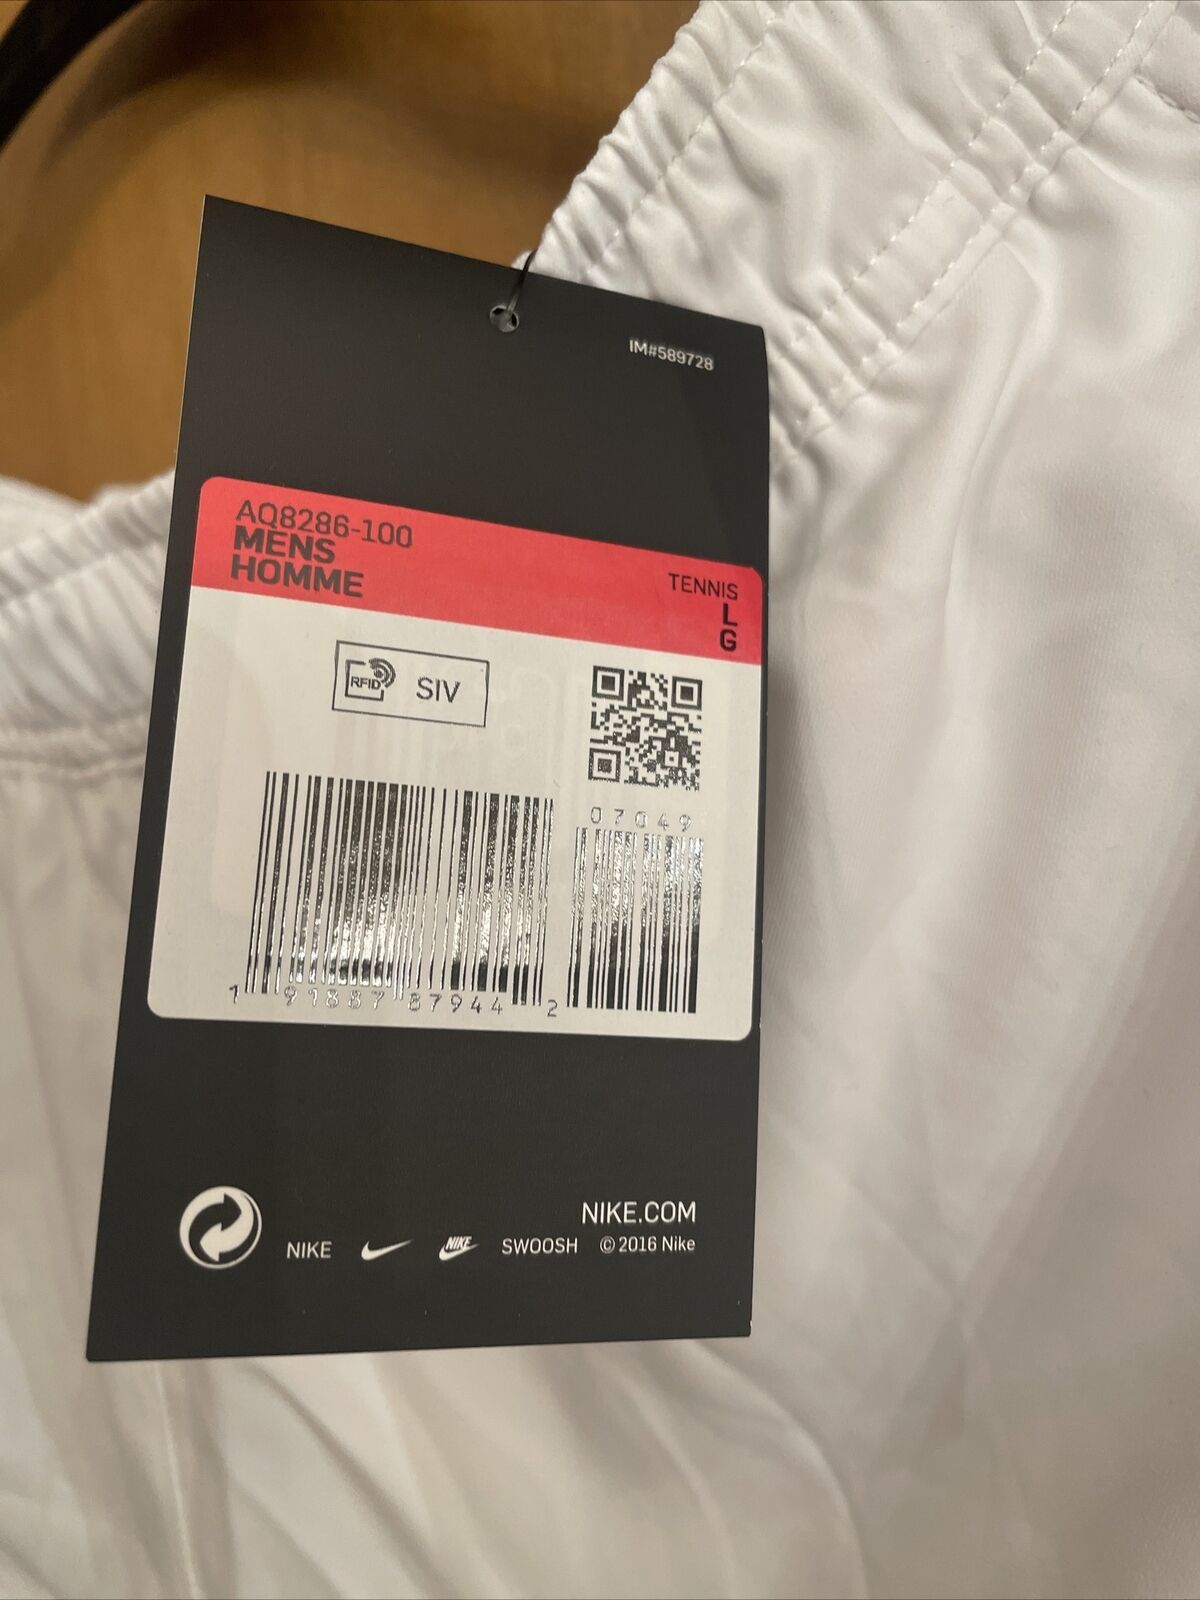 IM#589728
AQ8286-100
MENS
HOMME
TENNIS
L
G
RFID SIV
07049
1 91887 87944 2
NIKE.COM
NIKE NIKE SWOOSH © 2016 Nike